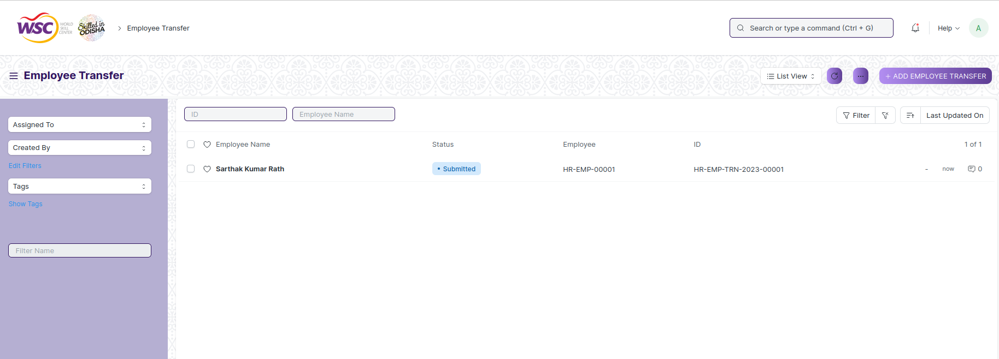 WSC WORLD SKILL CENTER Skilled in ODISHA > Employee Transfer Search or type a command (Ctrl + G) Help A
Employee Transfer List View ... + ADD EMPLOYEE TRANSFER
Assigned To
Created By
Edit Filters
Tags
Show Tags
Filter Name
ID Employee Name Filter Last Updated On
Employee Name Status Employee ID 1 of 1
Sarthak Kumar Rath • Submitted HR-EMP-00001 HR-EMP-TRN-2023-00001 - now 0